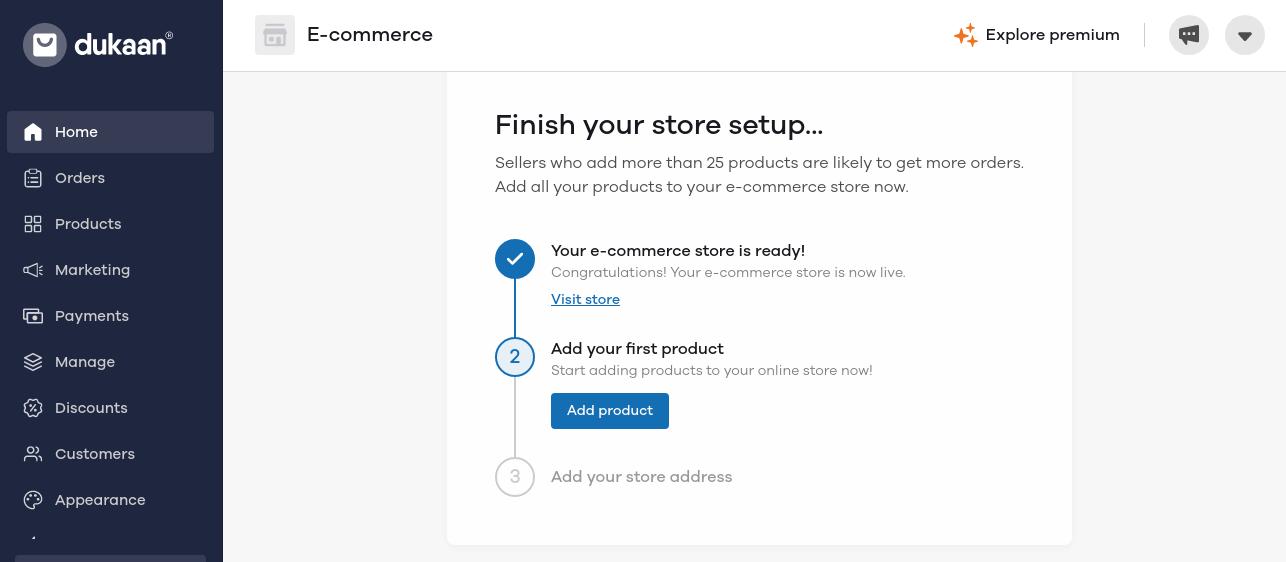 dukaan®
E-commerce
Explore premium
Home
Orders
Products
Marketing
Payments
Manage
Discounts
Customers
Appearance
Finish your store setup...
Sellers who add more than 25 products are likely to get more orders.
Add all your products to your e-commerce store now.
Your e-commerce store is ready!
Congratulations! Your e-commerce store is now live.
Visit store
2
Add your first product
Start adding products to your online store now!
Add product
3
Add your store address